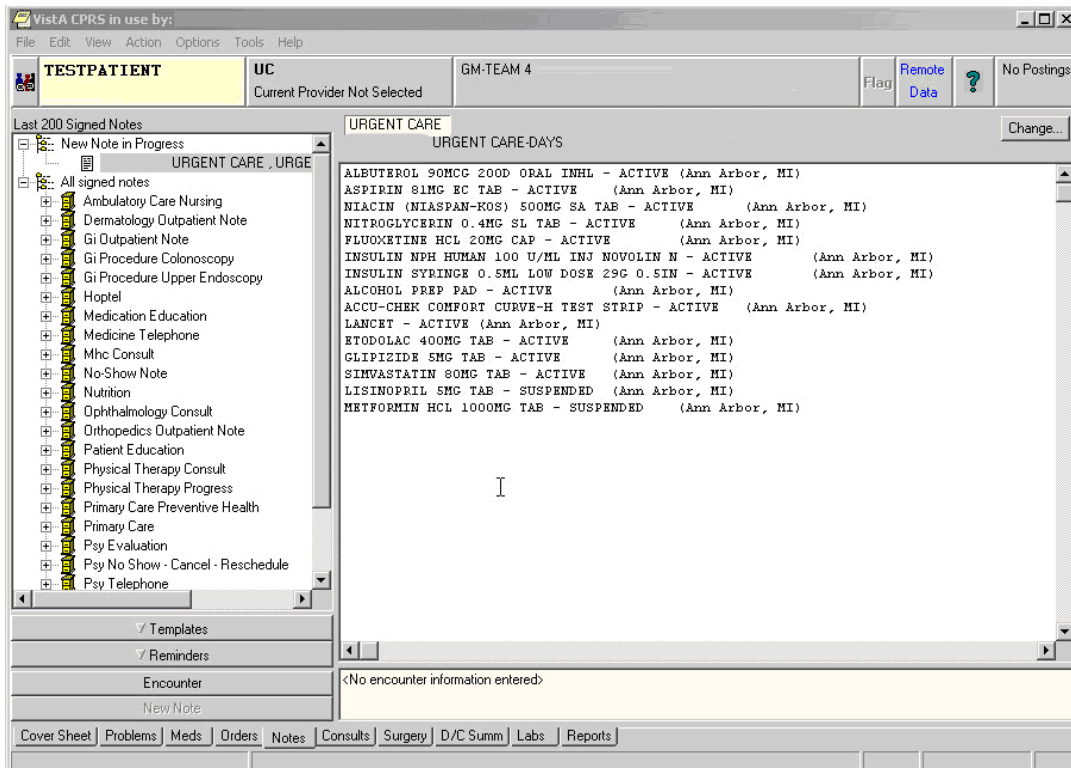 VistA CPRS in use by:
File Edit View Action Options Tools Help
TESTPATIENT
UC
Current Provider Not Selected
GM-TEAM 4
Flag
Remote
Data
?
No Postings
Last 200 Signed Notes
New Note in Progress
URGENT CARE , URGE
All signed notes
Ambulatory Care Nursing
Dermatology Outpatient Note
Gi Outpatient Note
Gi Procedure Colonoscopy
Gi Procedure Upper Endoscopy
Hoptel
Medication Education
Medicine Telephone
Mhc Consult
No-Show Note
Nutrition
Ophthalmology Consult
Orthopedics Outpatient Note
Patient Education
Physical Therapy Consult
Physical Therapy Progress
Primary Care Preventive Health
Primary Care
Psy Evaluation
Psy No Show - Cancel - Reschedule
Psy Telephone
Templates
Reminders
Encounter
New Note
URGENT CARE
URGENT CARE-DAYS
Change...
ALBUTEROL 90MCG 200D ORAL INHL - ACTIVE (Ann Arbor, MI)
ASPIRIN 81MG EC TAB - ACTIVE (Ann Arbor, MI)
NIACIN (NIASPAN-KOS) 500MG SA TAB - ACTIVE (Ann Arbor, MI)
NITROGLYCERIN 0.4MG SL TAB - ACTIVE (Ann Arbor, MI)
FLUOXETINE HCL 20MG CAP - ACTIVE (Ann Arbor, MI)
INSULIN NPH HUMAN 100 U/ML INJ NOVOLIN N - ACTIVE (Ann Arbor, MI)
INSULIN SYRINGE 0.5ML LOW DOSE 29G 0.5IN - ACTIVE (Ann Arbor, MI)
ALCOHOL PREP PAD - ACTIVE (Ann Arbor, MI)
ACCU-CHEK COMFORT CURVE-H TEST STRIP - ACTIVE (Ann Arbor, MI)
LANCET - ACTIVE (Ann Arbor, MI)
ETODOLAC 400MG TAB - ACTIVE (Ann Arbor, MI)
GLIPIZIDE 5MG TAB - ACTIVE (Ann Arbor, MI)
SIMVASTATIN 80MG TAB - ACTIVE (Ann Arbor, MI)
LISINOPRIL 5MG TAB - SUSPENDED (Ann Arbor, MI)
METFORMIN HCL 1000MG TAB - SUSPENDED (Ann Arbor, MI)
<No encounter information entered>
Cover Sheet Problems Meds Orders Notes Consults Surgery D/C Summ Labs Reports